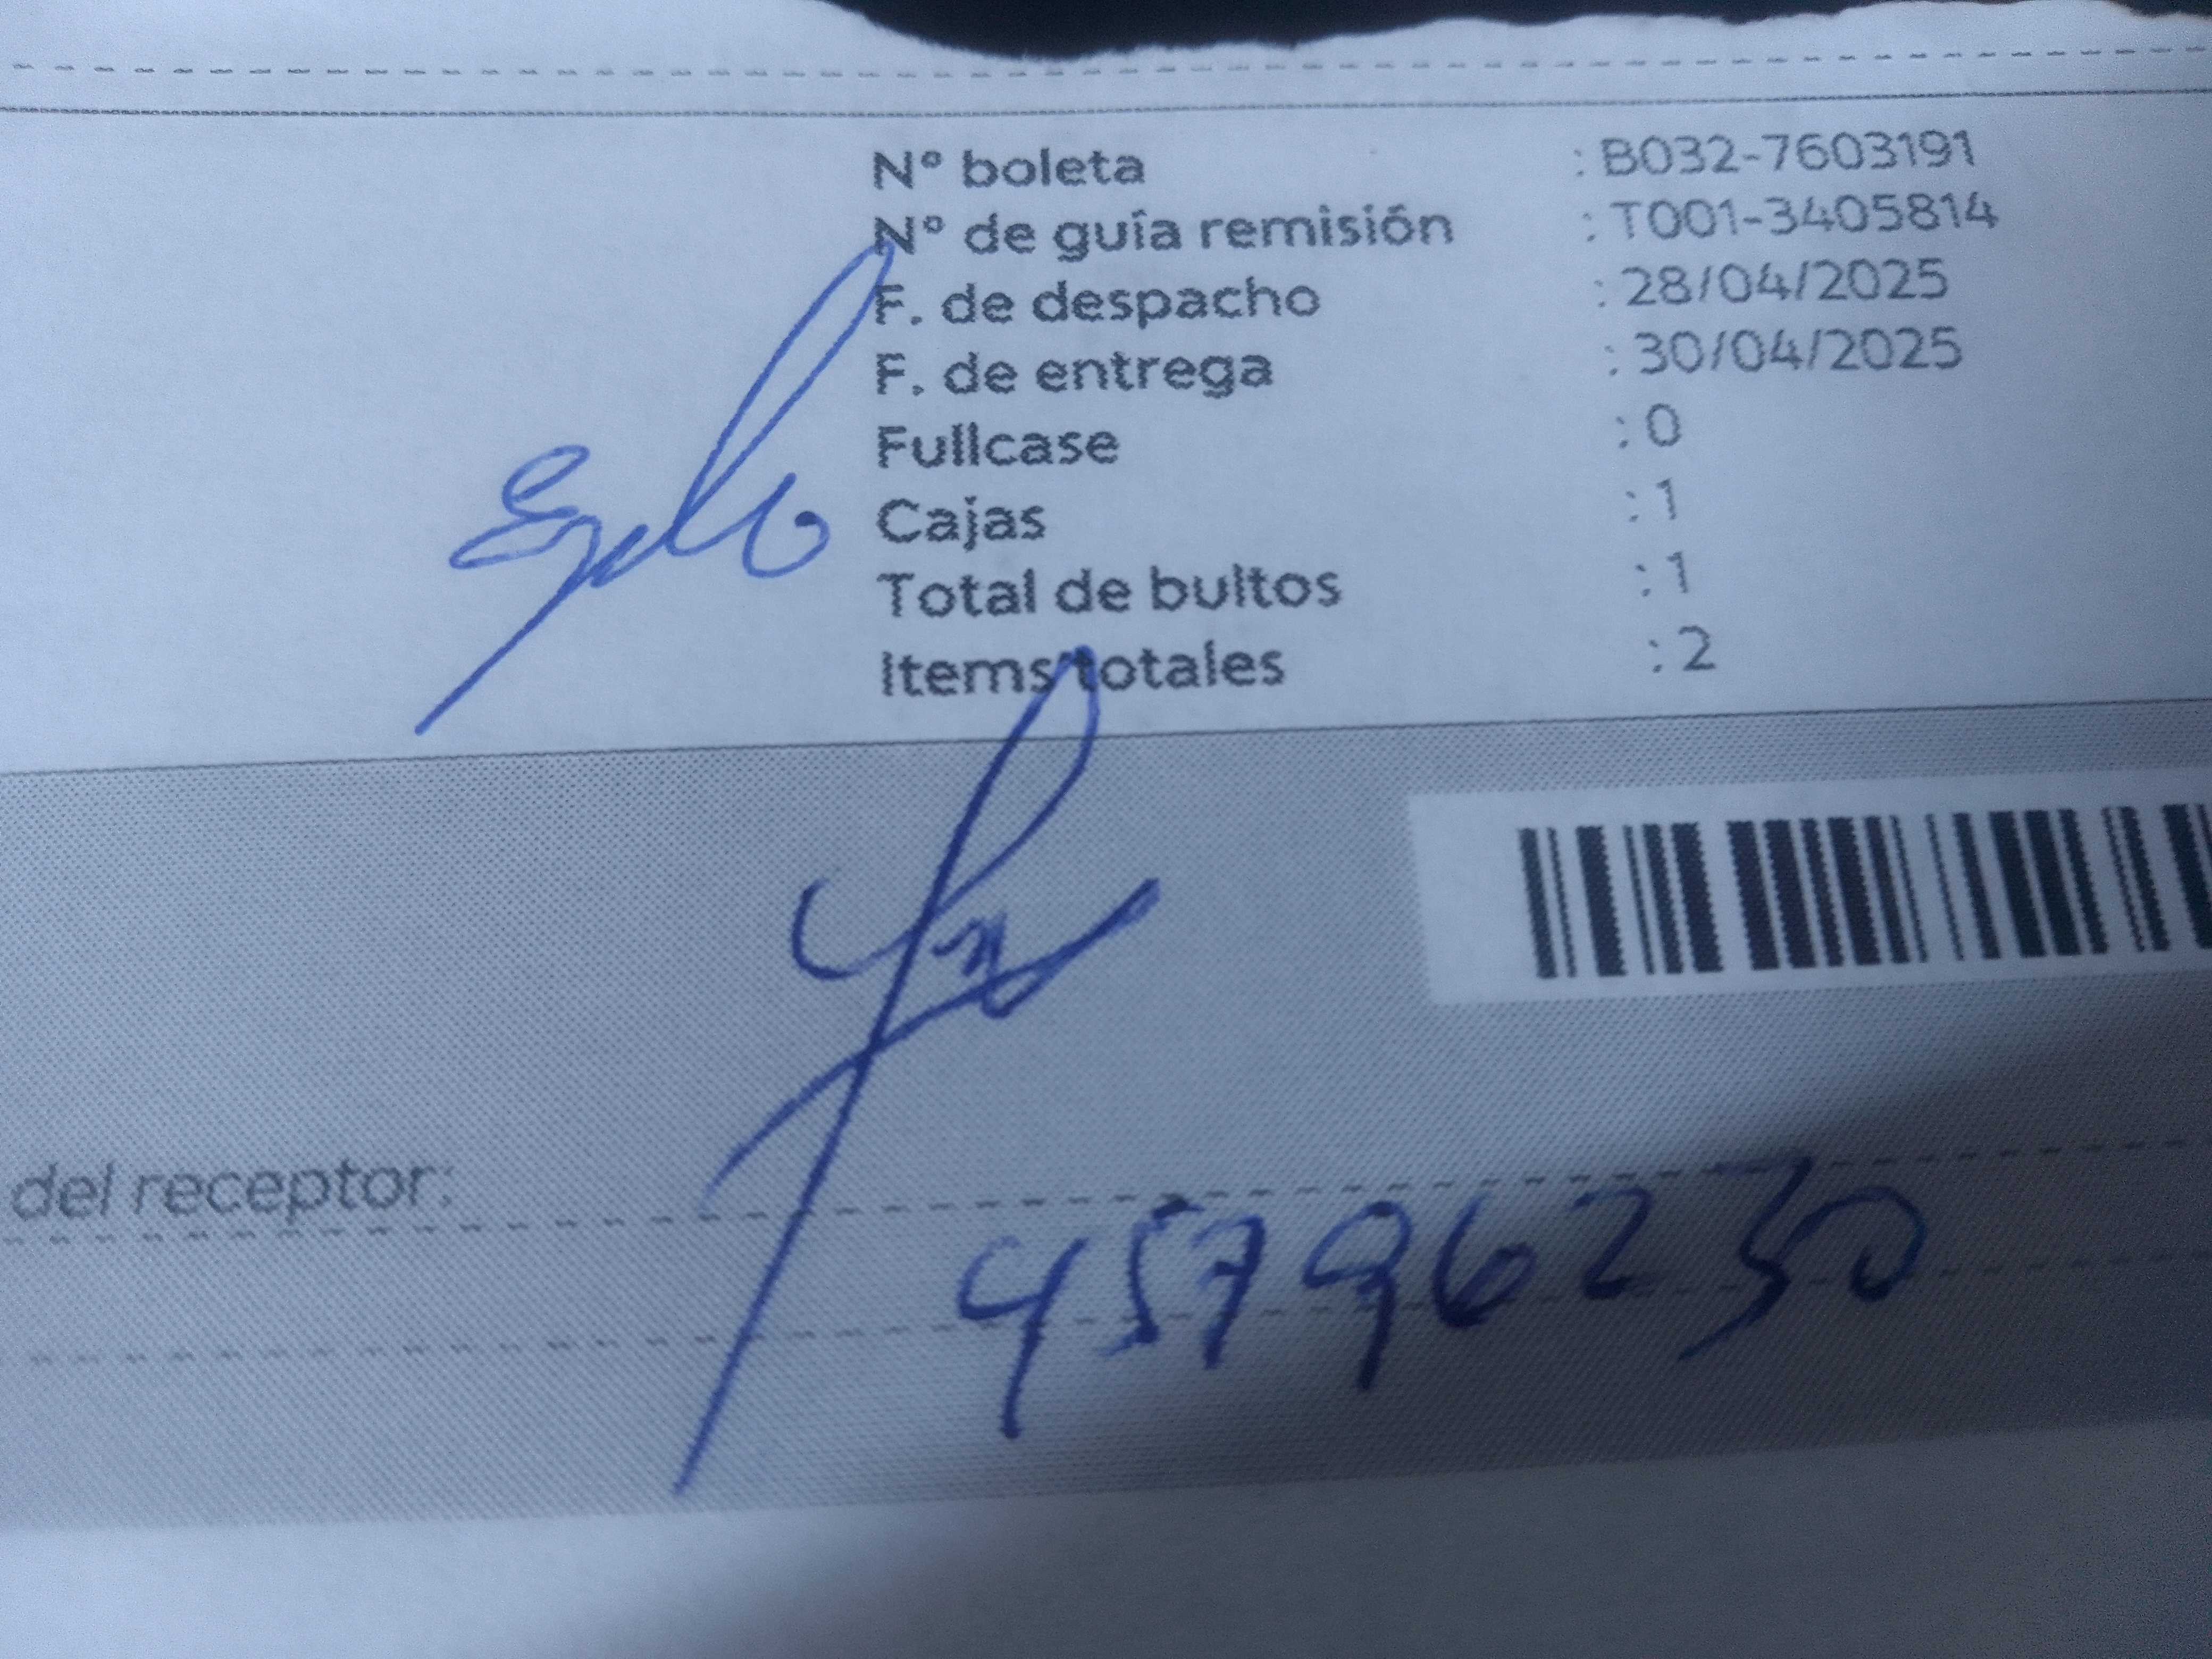 N° boleta : B032-7603191
N° de guía remisión : T001-3405814
F. de despacho : 28/04/2025
F. de entrega : 30/04/2025
Fullcase : 0
Cajas : 1
Total de bultos : 1
Items totales : 2
del receptor:
45796230